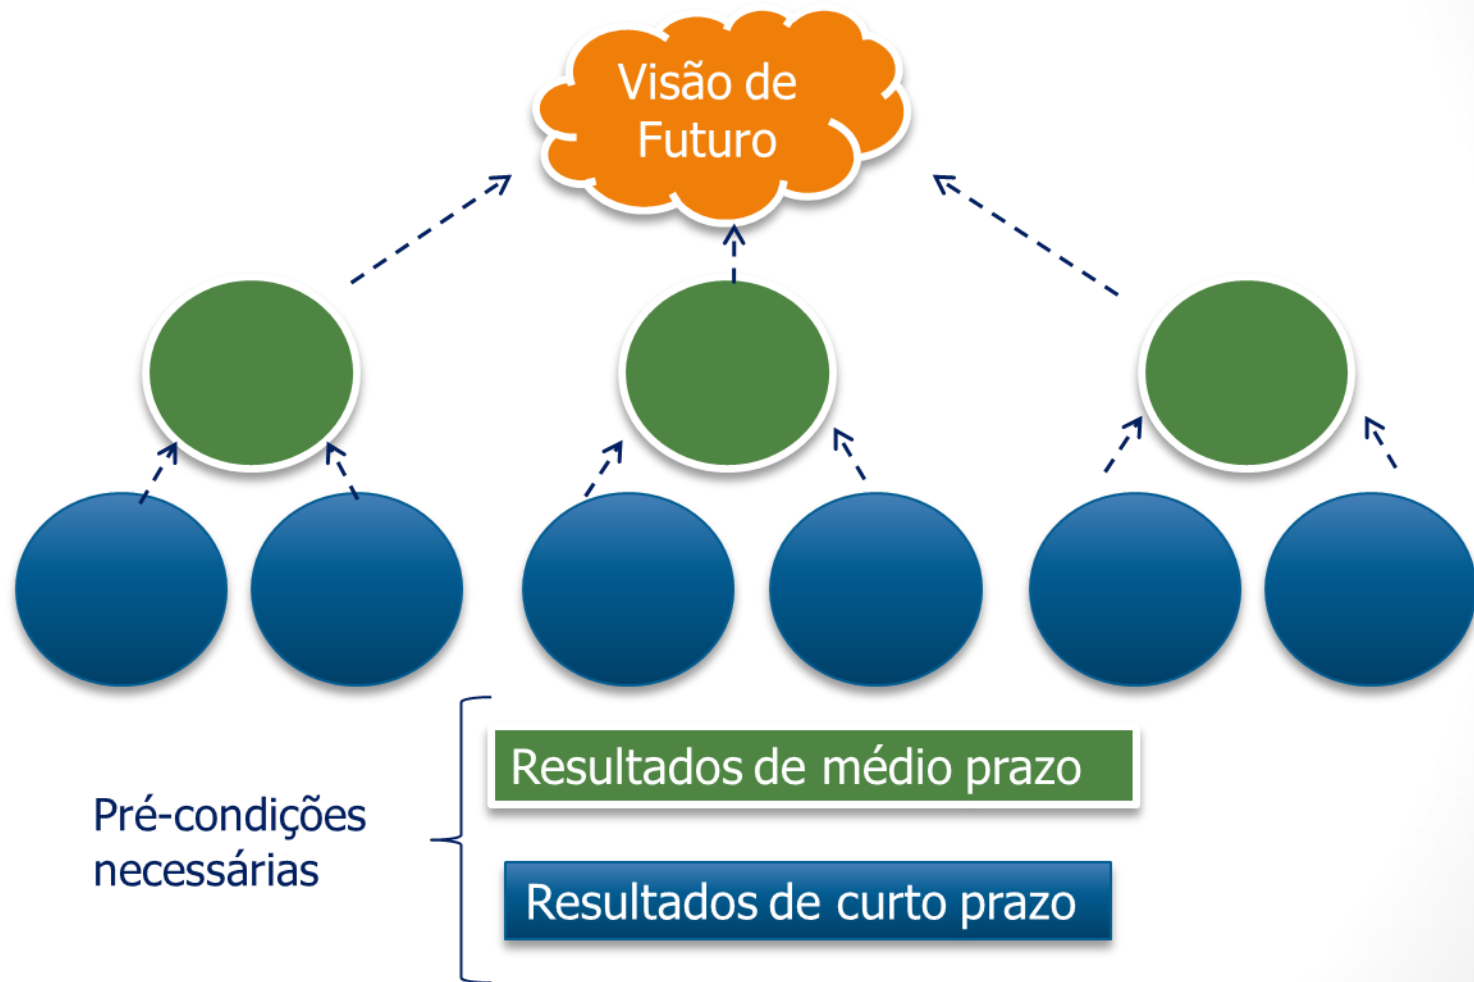 Visão de
Futuro
Resultados de médio prazo
Pré-condições
necessárias
Resultados de curto prazo